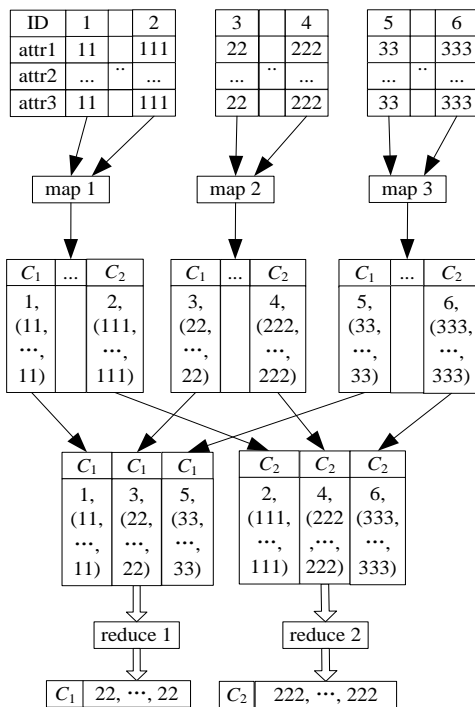 ID 1 2 3 4 5 6
attr1 11 111 22 222 33 333
attr2 ... .. ... ... .. ... ... .. ...
attr3 11 111 22 222 33 333
map 1 map 2 map 3
C1 ... C2 C1 ... C2 C1 ... C2
1, 2, 3, 4, 5, 6,
(11, (111, (22, (222, (33, (333,
..., ..., ..., ..., ..., ...,
11) 111) 22) 222) 33) 333)
C1 C1 C1 C2 C2 C2
1, 3, 5, 2, 4, 6,
(11, (22, (33, (111, (222, (333,
..., ..., ..., ..., ..., ...,
11) 22) 33) 111) 222) 333)
reduce 1 reduce 2
C1 22, ..., 22 C2 222, ..., 222